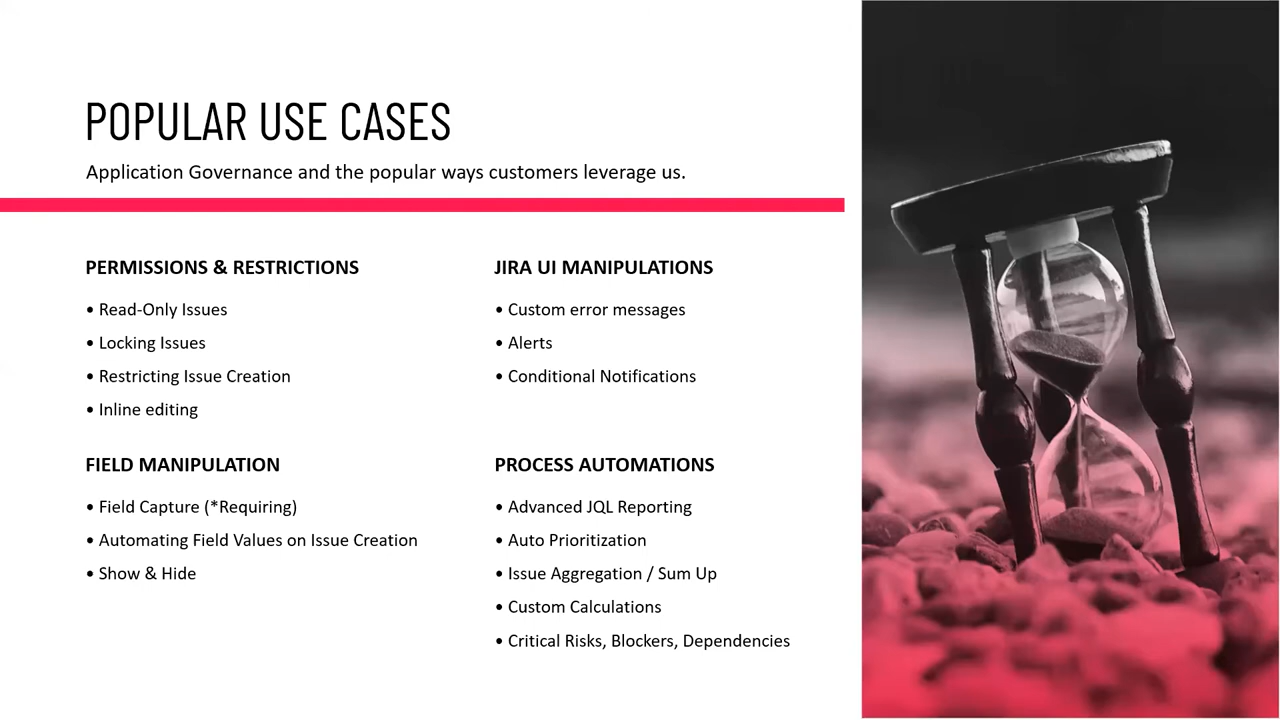 POPULAR USE CASES
Application Governance and the popular ways customers leverage us.
PERMISSIONS & RESTRICTIONS
• Read-Only Issues
• Locking Issues
• Restricting Issue Creation
• Inline editing
JIRA UI MANIPULATIONS
• Custom error messages
• Alerts
• Conditional Notifications
FIELD MANIPULATION
• Field Capture (*Requiring)
• Automating Field Values on Issue Creation
• Show & Hide
PROCESS AUTOMATIONS
• Advanced JQL Reporting
• Auto Prioritization
• Issue Aggregation / Sum Up
• Custom Calculations
• Critical Risks, Blockers, Dependencies